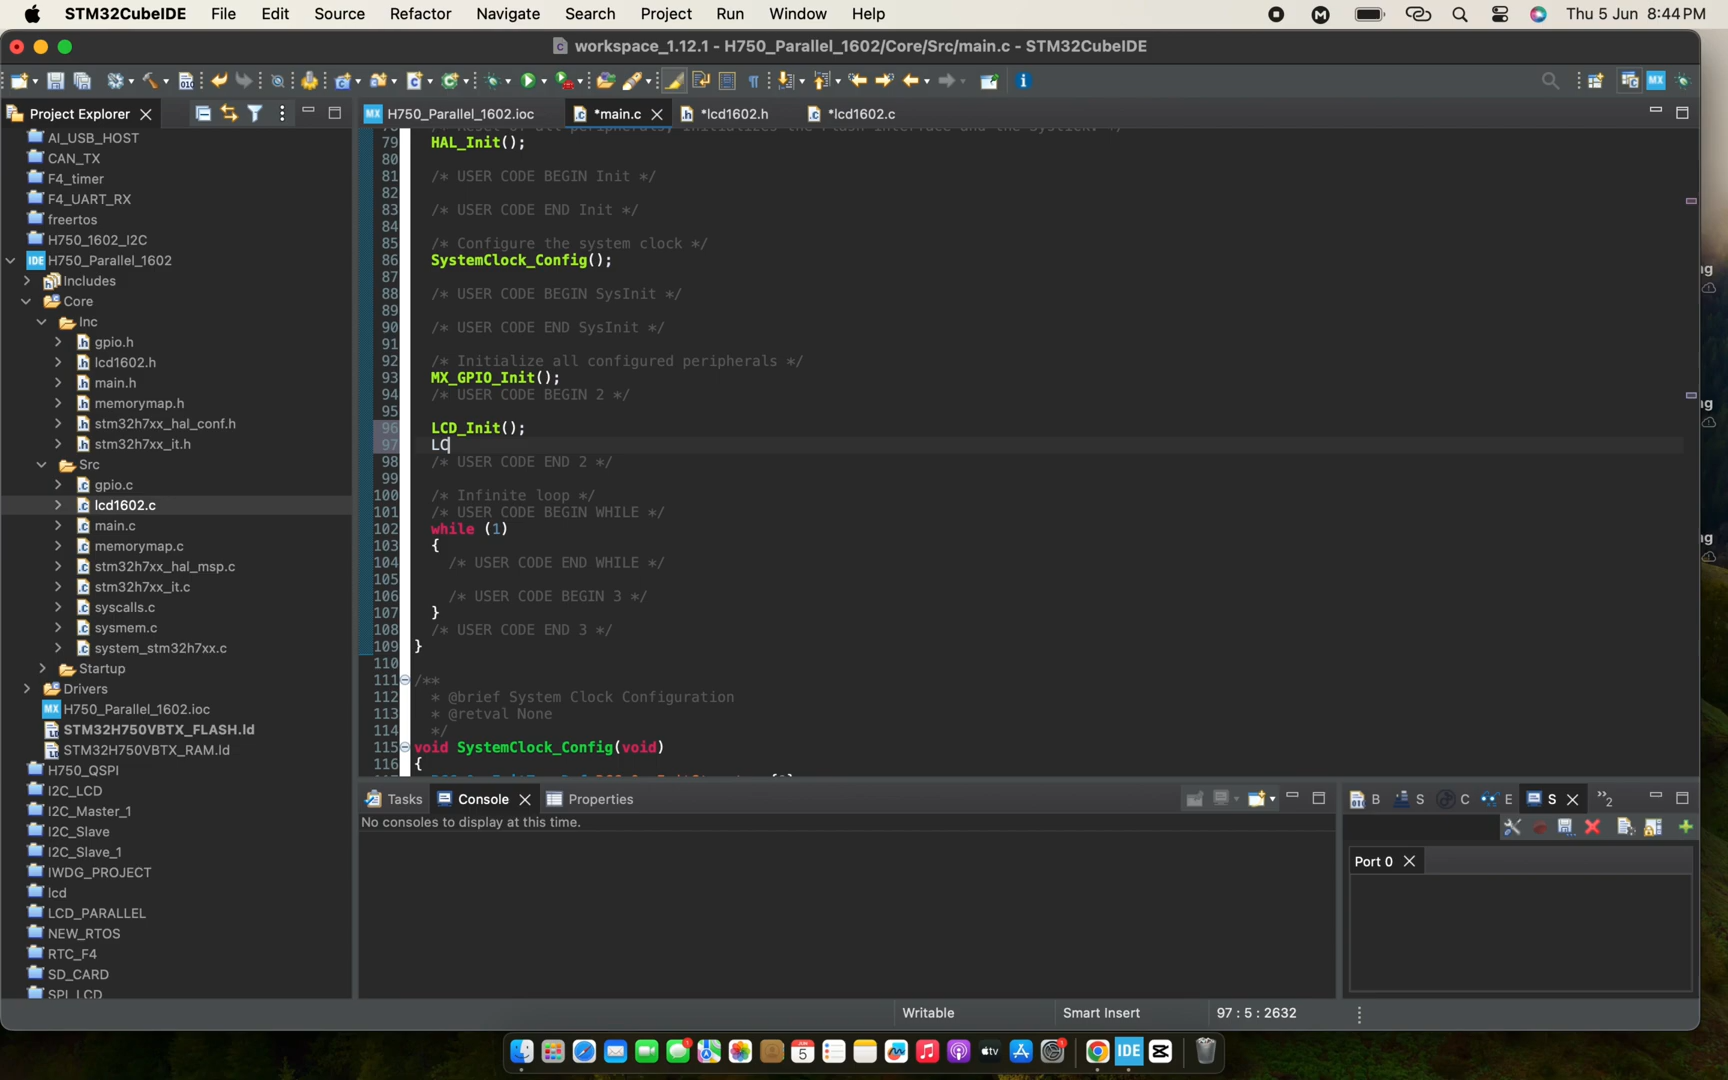 STM32CubeIDE File Edit Source Refactor Navigate Search Project Run Window Help Thu 5 Jun 8:44 PM
workspace_1.12.1 - H750_Parallel_1602/Core/Src/main.c - STM32CubeIDE
Project Explorer
AI_USB_HOST
CAN_TX
F4_timer
F4_UART_RX
freertos
H750_1602_I2C
H750_Parallel_1602
Includes
Core
Inc
gpio.h
lcd1602.h
main.h
memorymap.h
stm32h7xx_hal_conf.h
stm32h7xx_it.h
Src
gpio.c
lcd1602.c
main.c
memorymap.c
stm32h7xx_hal_msp.c
stm32h7xx_it.c
syscalls.c
sysmem.c
system_stm32h7xx.c
Startup
Drivers
H750_Parallel_1602.ioc
STM32H750VBTX_FLASH.ld
STM32H750VBTX_RAM.ld
H750_QSPI
I2C_LCD
I2C_Master_1
I2C_Slave
I2C_Slave_1
IWDG_PROJECT
lcd
LCD_PARALLEL
NEW_RTOS
RTC_F4
SD_CARD
SPI_LCD
H750_Parallel_1602.ioc *main.c *lcd1602.h *lcd1602.c
79 HAL_Init();
80
81 /* USER CODE BEGIN Init */
82
83 /* USER CODE END Init */
84
85 /* Configure the system clock */
86 SystemClock_Config();
87
88 /* USER CODE BEGIN SysInit */
89
90 /* USER CODE END SysInit */
91
92 /* Initialize all configured peripherals */
93 MX_GPIO_Init();
94 /* USER CODE BEGIN 2 */
95
96 LCD_Init();
97 LC
98 /* USER CODE END 2 */
99
100 /* Infinite loop */
101 /* USER CODE BEGIN WHILE */
102 while (1)
103 {
104 /* USER CODE END WHILE */
105
106 /* USER CODE BEGIN 3 */
107 }
108 /* USER CODE END 3 */
109 }
110
111 /**
112 * @brief System Clock Configuration
113 * @retval None
114 */
115 void SystemClock_Config(void)
116 {
Tasks Console Properties
No consoles to display at this time.
B S C E S 2
Port 0
Writable Smart Insert 97 : 5 : 2632
ng
ng
ng